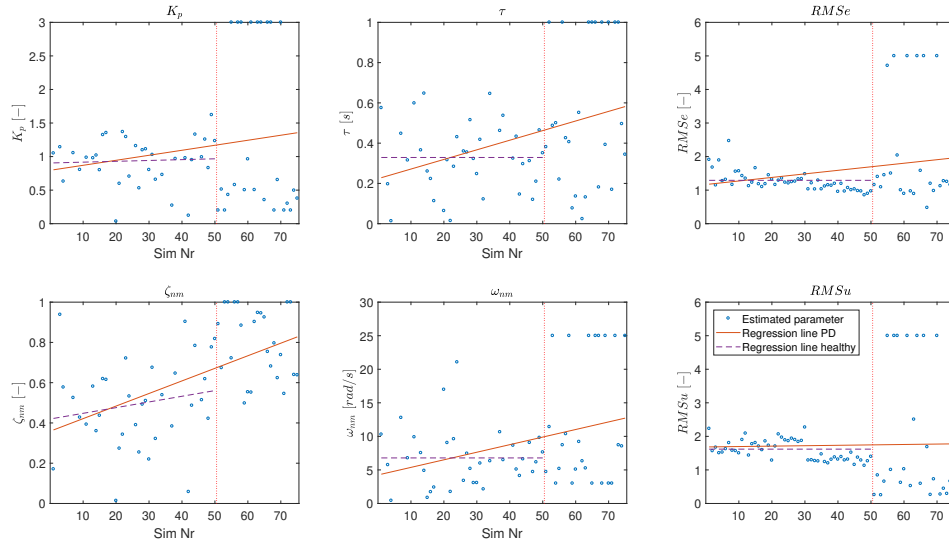 K_p
τ
RMSe
3
2.5
2
1.5
1
0.5
0
K_p [−]
10 20 30 40 50 60 70
Sim Nr
1
0.8
0.6
0.4
0.2
0
τ [s]
10 20 30 40 50 60 70
Sim Nr
6
5
4
3
2
1
0
RMSe [−]
10 20 30 40 50 60 70
ζ_nm
ω_nm
RMSu
1
0.8
0.6
0.4
0.2
0
ζ_nm [−]
10 20 30 40 50 60 70
Sim Nr
30
25
20
15
10
5
0
ω_nm [rad/s]
10 20 30 40 50 60 70
Sim Nr
6
5
4
3
2
1
0
RMSu [−]
10 20 30 40 50 60 70
Estimated parameter
Regression line PD
Regression line healthy